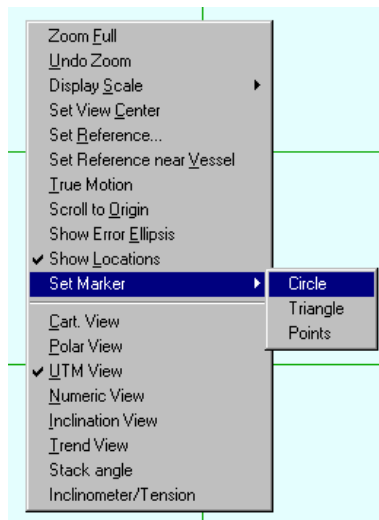 Zoom Full
Undo Zoom
Display Scale
Set View Center
Set Reference...
Set Reference near Vessel
True Motion
Scroll to Origin
Show Error Ellipsis
Show Locations
Set Marker
Circle
Triangle
Points
Cart. View
Polar View
UTM View
Numeric View
Inclination View
Trend View
Stack angle
Inclinometer/Tension